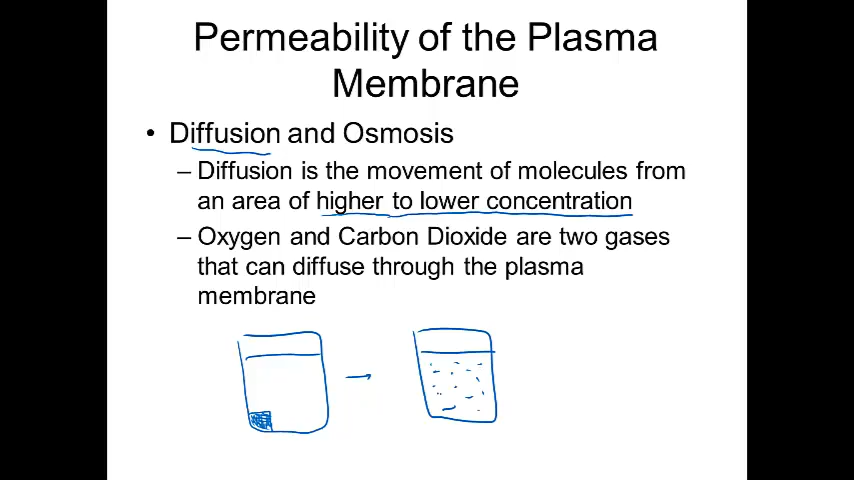 Permeability of the Plasma
Membrane
• Diffusion and Osmosis
– Diffusion is the movement of molecules from
an area of higher to lower concentration
– Oxygen and Carbon Dioxide are two gases
that can diffuse through the plasma
membrane